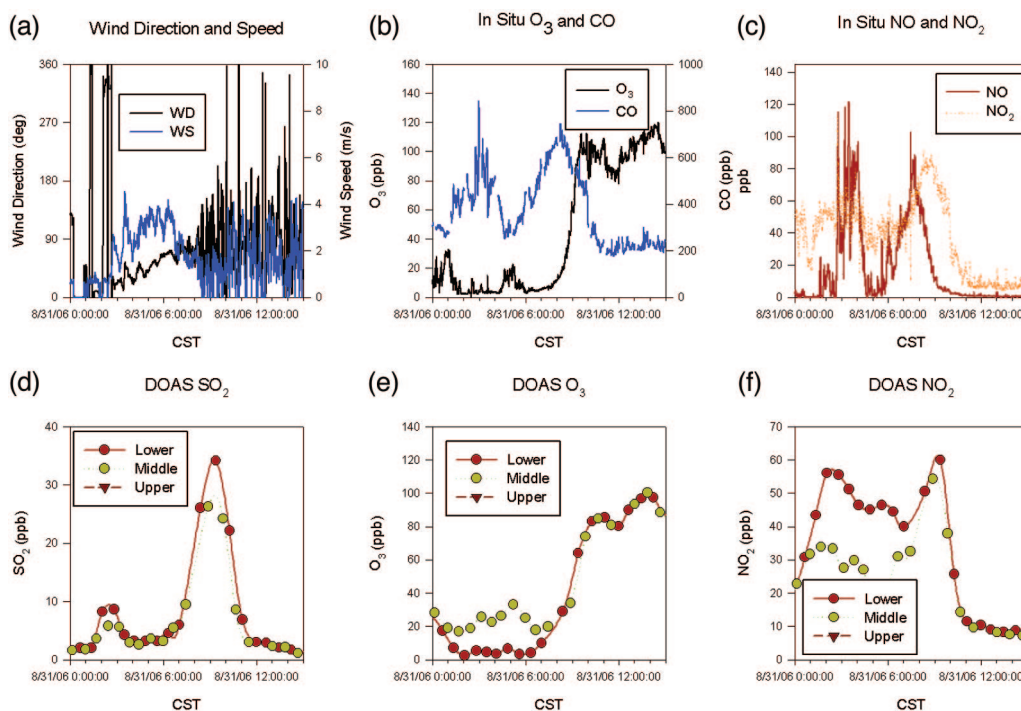 (a)
Wind Direction and Speed
360
270
180
90
0
Wind Direction (deg)
WD
WS
10
8
6
4
2
0
Wind Speed (m/s)
8/31/06 0:00:00
8/31/06 6:00:00
8/31/06 12:00:00
CST
(b)
In Situ O3 and CO
160
140
120
100
80
60
40
20
0
O3 (ppb)
O3
CO
1000
800
600
400
200
0
CO (ppb)
8/31/06 0:00:00
8/31/06 6:00:00
8/31/06 12:00:00
CST
(c)
In Situ NO and NO2
140
120
100
80
60
40
20
0
ppb
NO
NO2
8/31/06 0:00:00
8/31/06 6:00:00
8/31/06 12:00:00
CST
(d)
DOAS SO2
40
30
20
10
0
SO2 (ppb)
Lower
Middle
Upper
8/31/06 0:00:00
8/31/06 6:00:00
8/31/06 12:00:00
CST
(e)
DOAS O3
140
120
100
80
60
40
20
0
O3 (ppb)
Lower
Middle
Upper
8/31/06 0:00:00
8/31/06 6:00:00
8/31/06 12:00:00
CST
(f)
DOAS NO2
70
60
50
40
30
20
10
0
NO2 (ppb)
Lower
Middle
Upper
8/31/06 0:00:00
8/31/06 6:00:00
8/31/06 12:00:00
CST